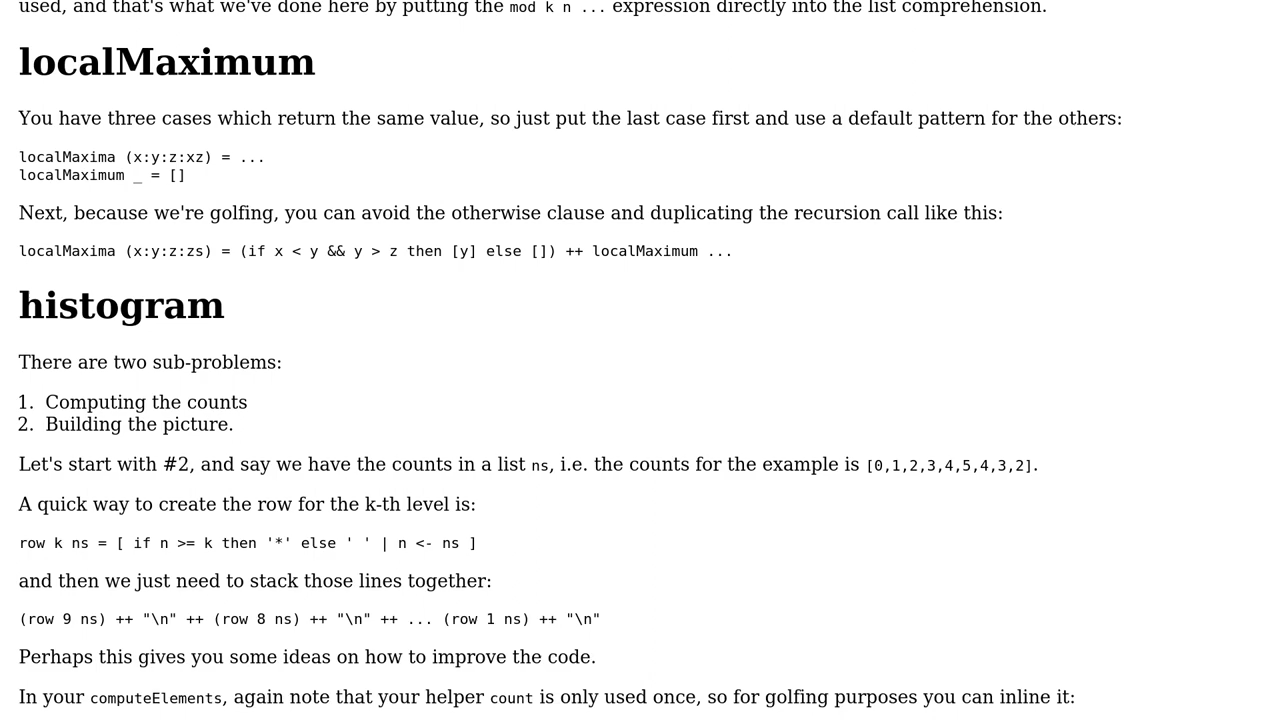 used, and that's what we've done here by putting the mod k n ... expression directly into the list comprehension.
localMaximum
You have three cases which return the same value, so just put the last case first and use a default pattern for the others:
localMaxima (x:y:z:xz) = ...
localMaximum _ = []
Next, because we're golfing, you can avoid the otherwise clause and duplicating the recursion call like this:
localMaxima (x:y:z:zs) = (if x < y && y > z then [y] else []) ++ localMaximum ...
histogram
There are two sub-problems:
1. Computing the counts
2. Building the picture.
Let's start with #2, and say we have the counts in a list ns, i.e. the counts for the example is [0,1,2,3,4,5,4,3,2].
A quick way to create the row for the k-th level is:
row k ns = [ if n >= k then '*' else ' ' | n <- ns ]
and then we just need to stack those lines together:
(row 9 ns) ++ "\n" ++ (row 8 ns) ++ "\n" ++ ... (row 1 ns) ++ "\n"
Perhaps this gives you some ideas on how to improve the code.
In your computeElements, again note that your helper count is only used once, so for golfing purposes you can inline it: